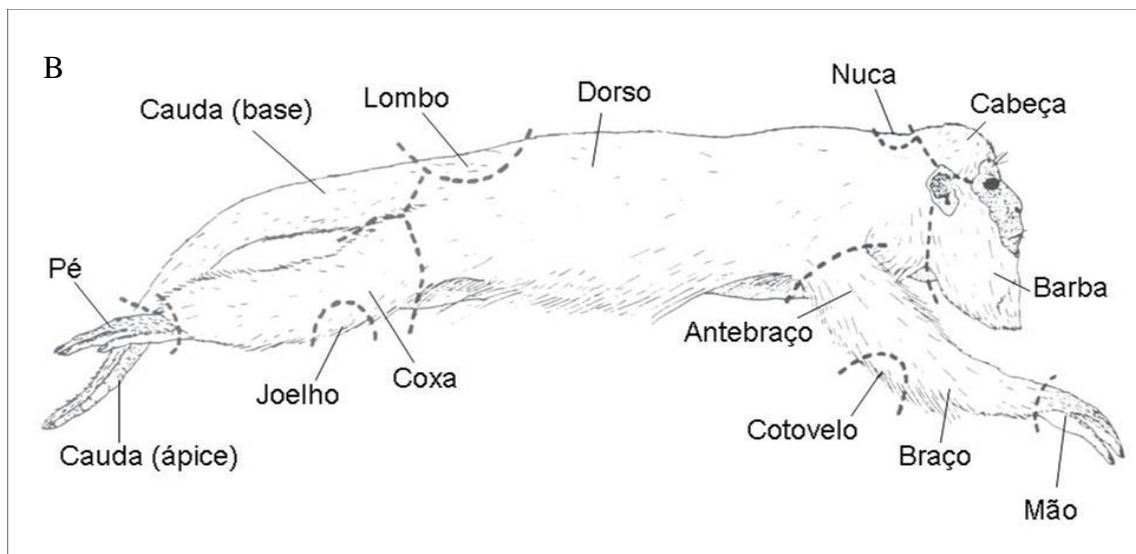 B
Nuca
Cabeça
Dorso
Lombo
Cauda (base)
Pé
Barba
Antebraço
Coxa
Joelho
Cotovelo
Braço
Cauda (ápice)
Mão